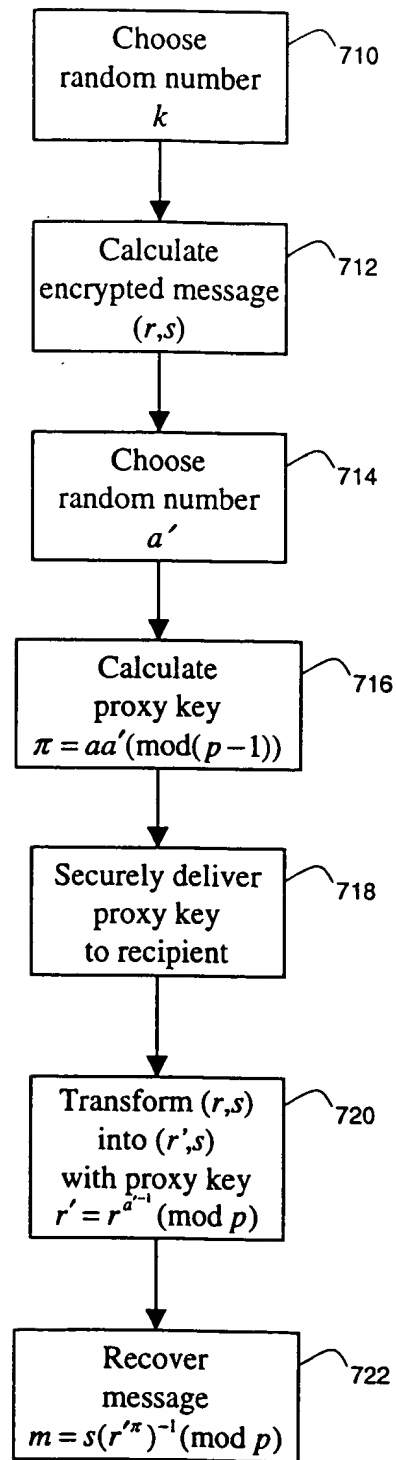 Choose
random number
k
710
Calculate
encrypted message
(r,s)
712
Choose
random number
a′
714
Calculate
proxy key
π = aa′(mod(p−1))
716
Securely deliver
proxy key
to recipient
718
Transform (r,s)
into (r',s)
with proxy key
r′ = r^{a′^{-1}} (mod p)
720
Recover
message
m = s(r′^π)^{-1} (mod p)
722